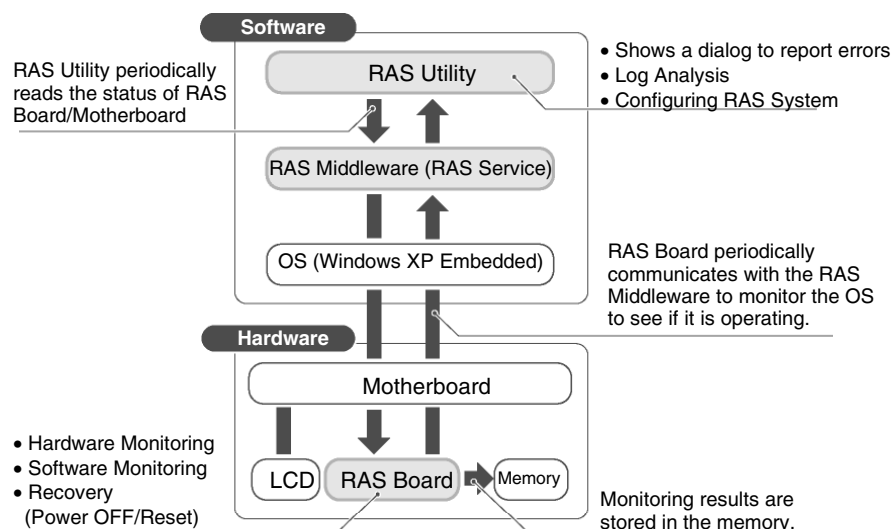 Software
RAS Utility periodically
reads the status of RAS
Board/Motherboard
RAS Utility
• Shows a dialog to report errors
• Log Analysis
• Configuring RAS System
RAS Middleware (RAS Service)
OS (Windows XP Embedded)
RAS Board periodically
communicates with the RAS
Middleware to monitor the OS
to see if it is operating.
Hardware
Motherboard
• Hardware Monitoring
• Software Monitoring
• Recovery
(Power OFF/Reset)
LCD
RAS Board
Memory
Monitoring results are
stored in the memory.